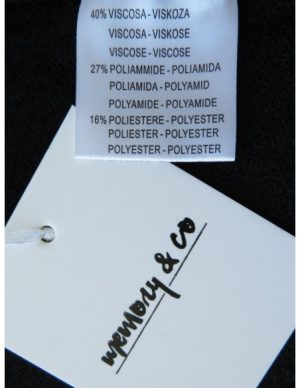 40% VISCOSA - VISKOZA
VISCOSA - VISKOSE
VISCOSE - VISCOSE
27% POLIAMMIDE - POLIAMIDA
POLIAMIDA - POLYAMID
POLYAMIDE - POLYAMIDE
16% POLIESTERE - POLYESTER
POLIESTER - POLYESTER
POLYESTER - POLYESTER
memory & co